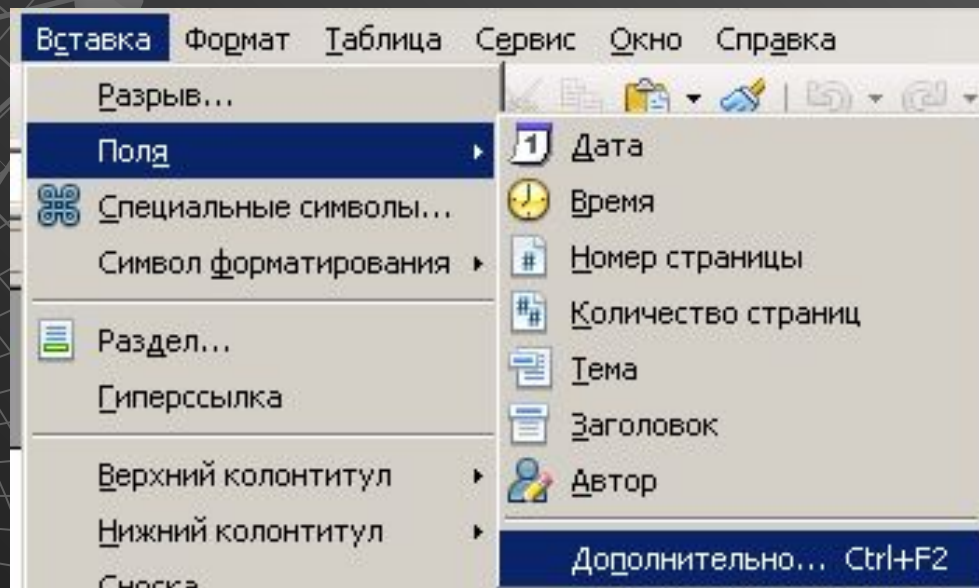 Вставка Формат Таблица Сервис Окно Справка
Разрыв...
Поля
Специальные символы...
Символ форматирования
Раздел...
Гиперссылка
Верхний колонтитул
Нижний колонтитул
Сноска
Дата
Время
Номер страницы
Количество страниц
Тема
Заголовок
Автор
Дополнительно... Ctrl+F2